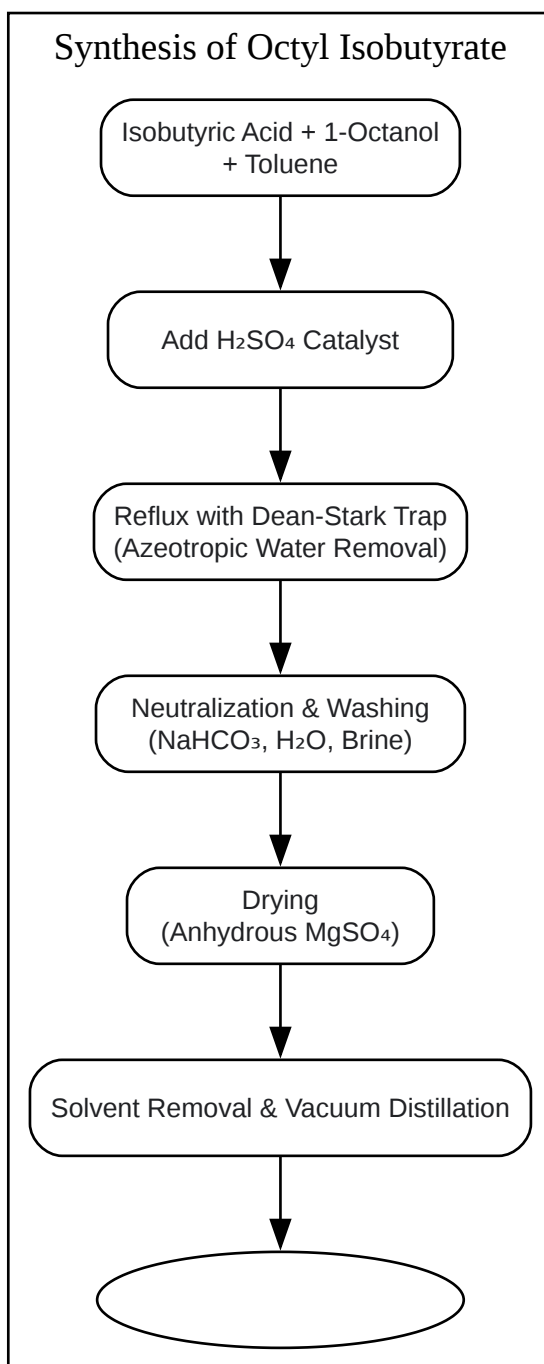 Synthesis of Octyl Isobutyrate
Isobutyric Acid + 1-Octanol
+ Toluene
Add H₂SO₄ Catalyst
Reflux with Dean-Stark Trap
(Azeotropic Water Removal)
Neutralization & Washing
(NaHCO₃, H₂O, Brine)
Drying
(Anhydrous MgSO₄)
Solvent Removal & Vacuum Distillation